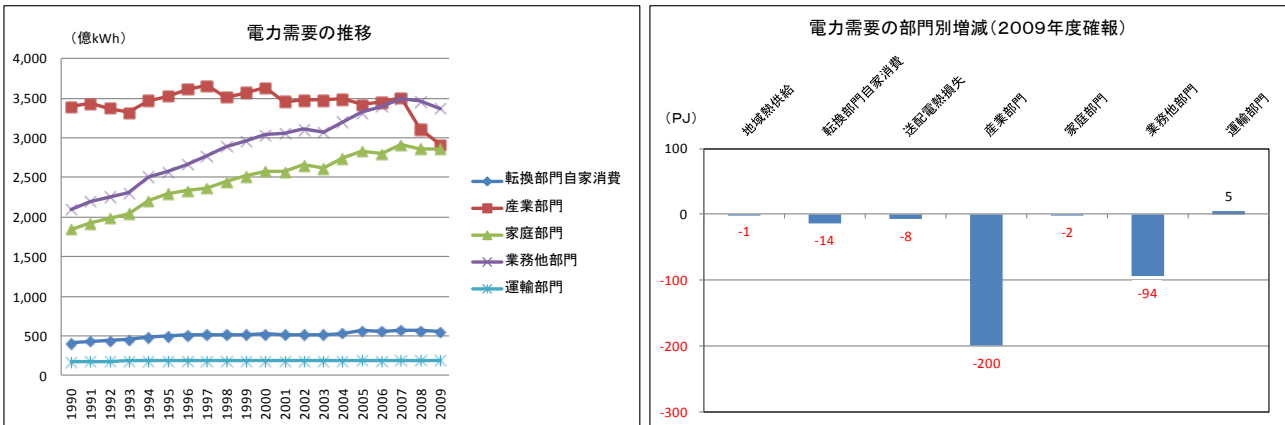 電力需要の推移
(億kWh)
4,000
3,500
3,000
2,500
2,000
1,500
1,000
500
0
1990 1991 1992 1993 1994 1995 1996 1997 1998 1999 2000 2001 2002 2003 2004 2005 2006 2007 2008 2009
転換部門自家消費
産業部門
家庭部門
業務他部門
運輸部門
電力需要の部門別増減(2009年度確報)
(PJ)
地域熱供給
転換部門自家消費
送配電熱損失
産業部門
家庭部門
業務他部門
運輸部門
100
0
-100
-200
-300
-1
-14
-8
-200
-2
-94
5